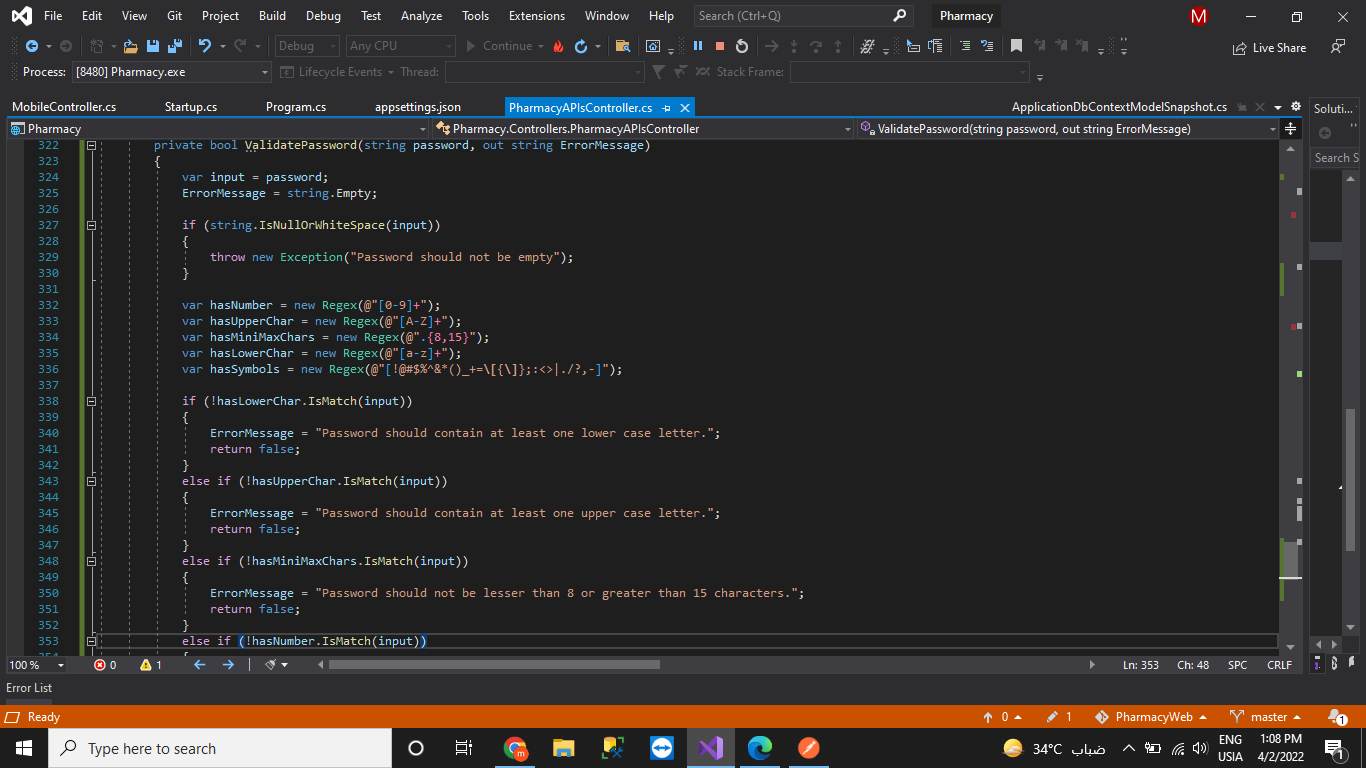 File Edit View Git Project Build Debug Test Analyze Tools Extensions Window Help Search (Ctrl+Q) Pharmacy M
Debug Any CPU Continue Live Share
Process: [8480] Pharmacy.exe Lifecycle Events Thread: Stack Frame:
MobileController.cs Startup.cs Program.cs appsettings.json PharmacyAPIsController.cs ApplicationDbContextModelSnapshot.cs Soluti...
Pharmacy Pharmacy.Controllers.PharmacyAPIsController ValidatePassword(string password, out string ErrorMessage)
Search S
322 private bool ValidatePassword(string password, out string ErrorMessage)
323 {
324 var input = password;
325 ErrorMessage = string.Empty;
326
327 if (string.IsNullOrWhiteSpace(input))
328 {
329 throw new Exception("Password should not be empty");
330 }
331
332 var hasNumber = new Regex(@"[0-9]+");
333 var hasUpperChar = new Regex(@"[A-Z]+");
334 var hasMiniMaxChars = new Regex(@".{8,15}");
335 var hasLowerChar = new Regex(@"[a-z]+");
336 var hasSymbols = new Regex(@"[!@#$%^&*()_+=\[{\]};:<>|./?,-]");
337
338 if (!hasLowerChar.IsMatch(input))
339 {
340 ErrorMessage = "Password should contain at least one lower case letter.";
341 return false;
342 }
343 else if (!hasUpperChar.IsMatch(input))
344 {
345 ErrorMessage = "Password should contain at least one upper case letter.";
346 return false;
347 }
348 else if (!hasMiniMaxChars.IsMatch(input))
349 {
350 ErrorMessage = "Password should not be lesser than 8 or greater than 15 characters.";
351 return false;
352 }
353 else if (!hasNumber.IsMatch(input))
100 % 0 1 Ln: 353 Ch: 48 SPC CRLF
Error List
Ready 0 1 PharmacyWeb master 1
Type here to search 34°C ضباب ENG 1:08 PM
USIA 4/2/2022 1